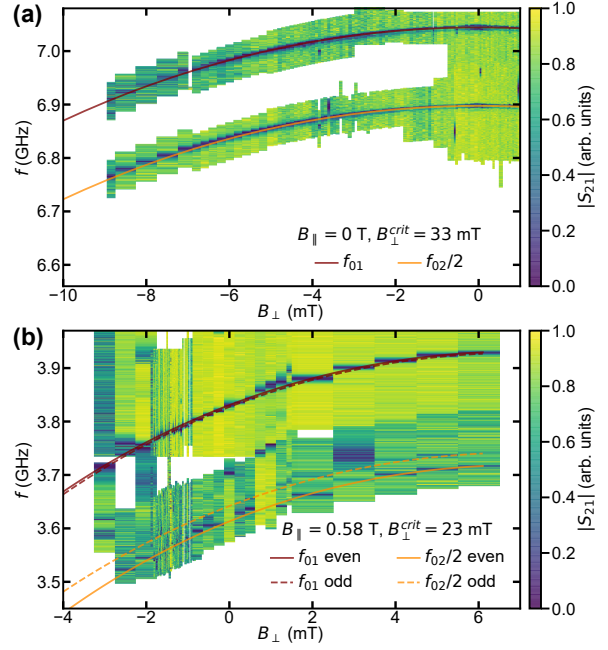 (a)
7.0
6.9
6.8
6.7
6.6
f (GHz)
B∥ = 0 T, B⊥^crit = 33 mT
f₀₁
f₀₂/2
−10
−8
−6
−4
−2
0
B⊥ (mT)
1.0
0.8
0.6
0.4
0.2
0.0
|S₂₁| (arb. units)
(b)
3.9
3.8
3.7
3.6
3.5
f (GHz)
B∥ = 0.58 T, B⊥^crit = 23 mT
f₀₁ even
f₀₂/2 even
f₀₁ odd
f₀₂/2 odd
−4
−2
0
2
4
6
B⊥ (mT)
1.0
0.8
0.6
0.4
0.2
0.0
|S₂₁| (arb. units)